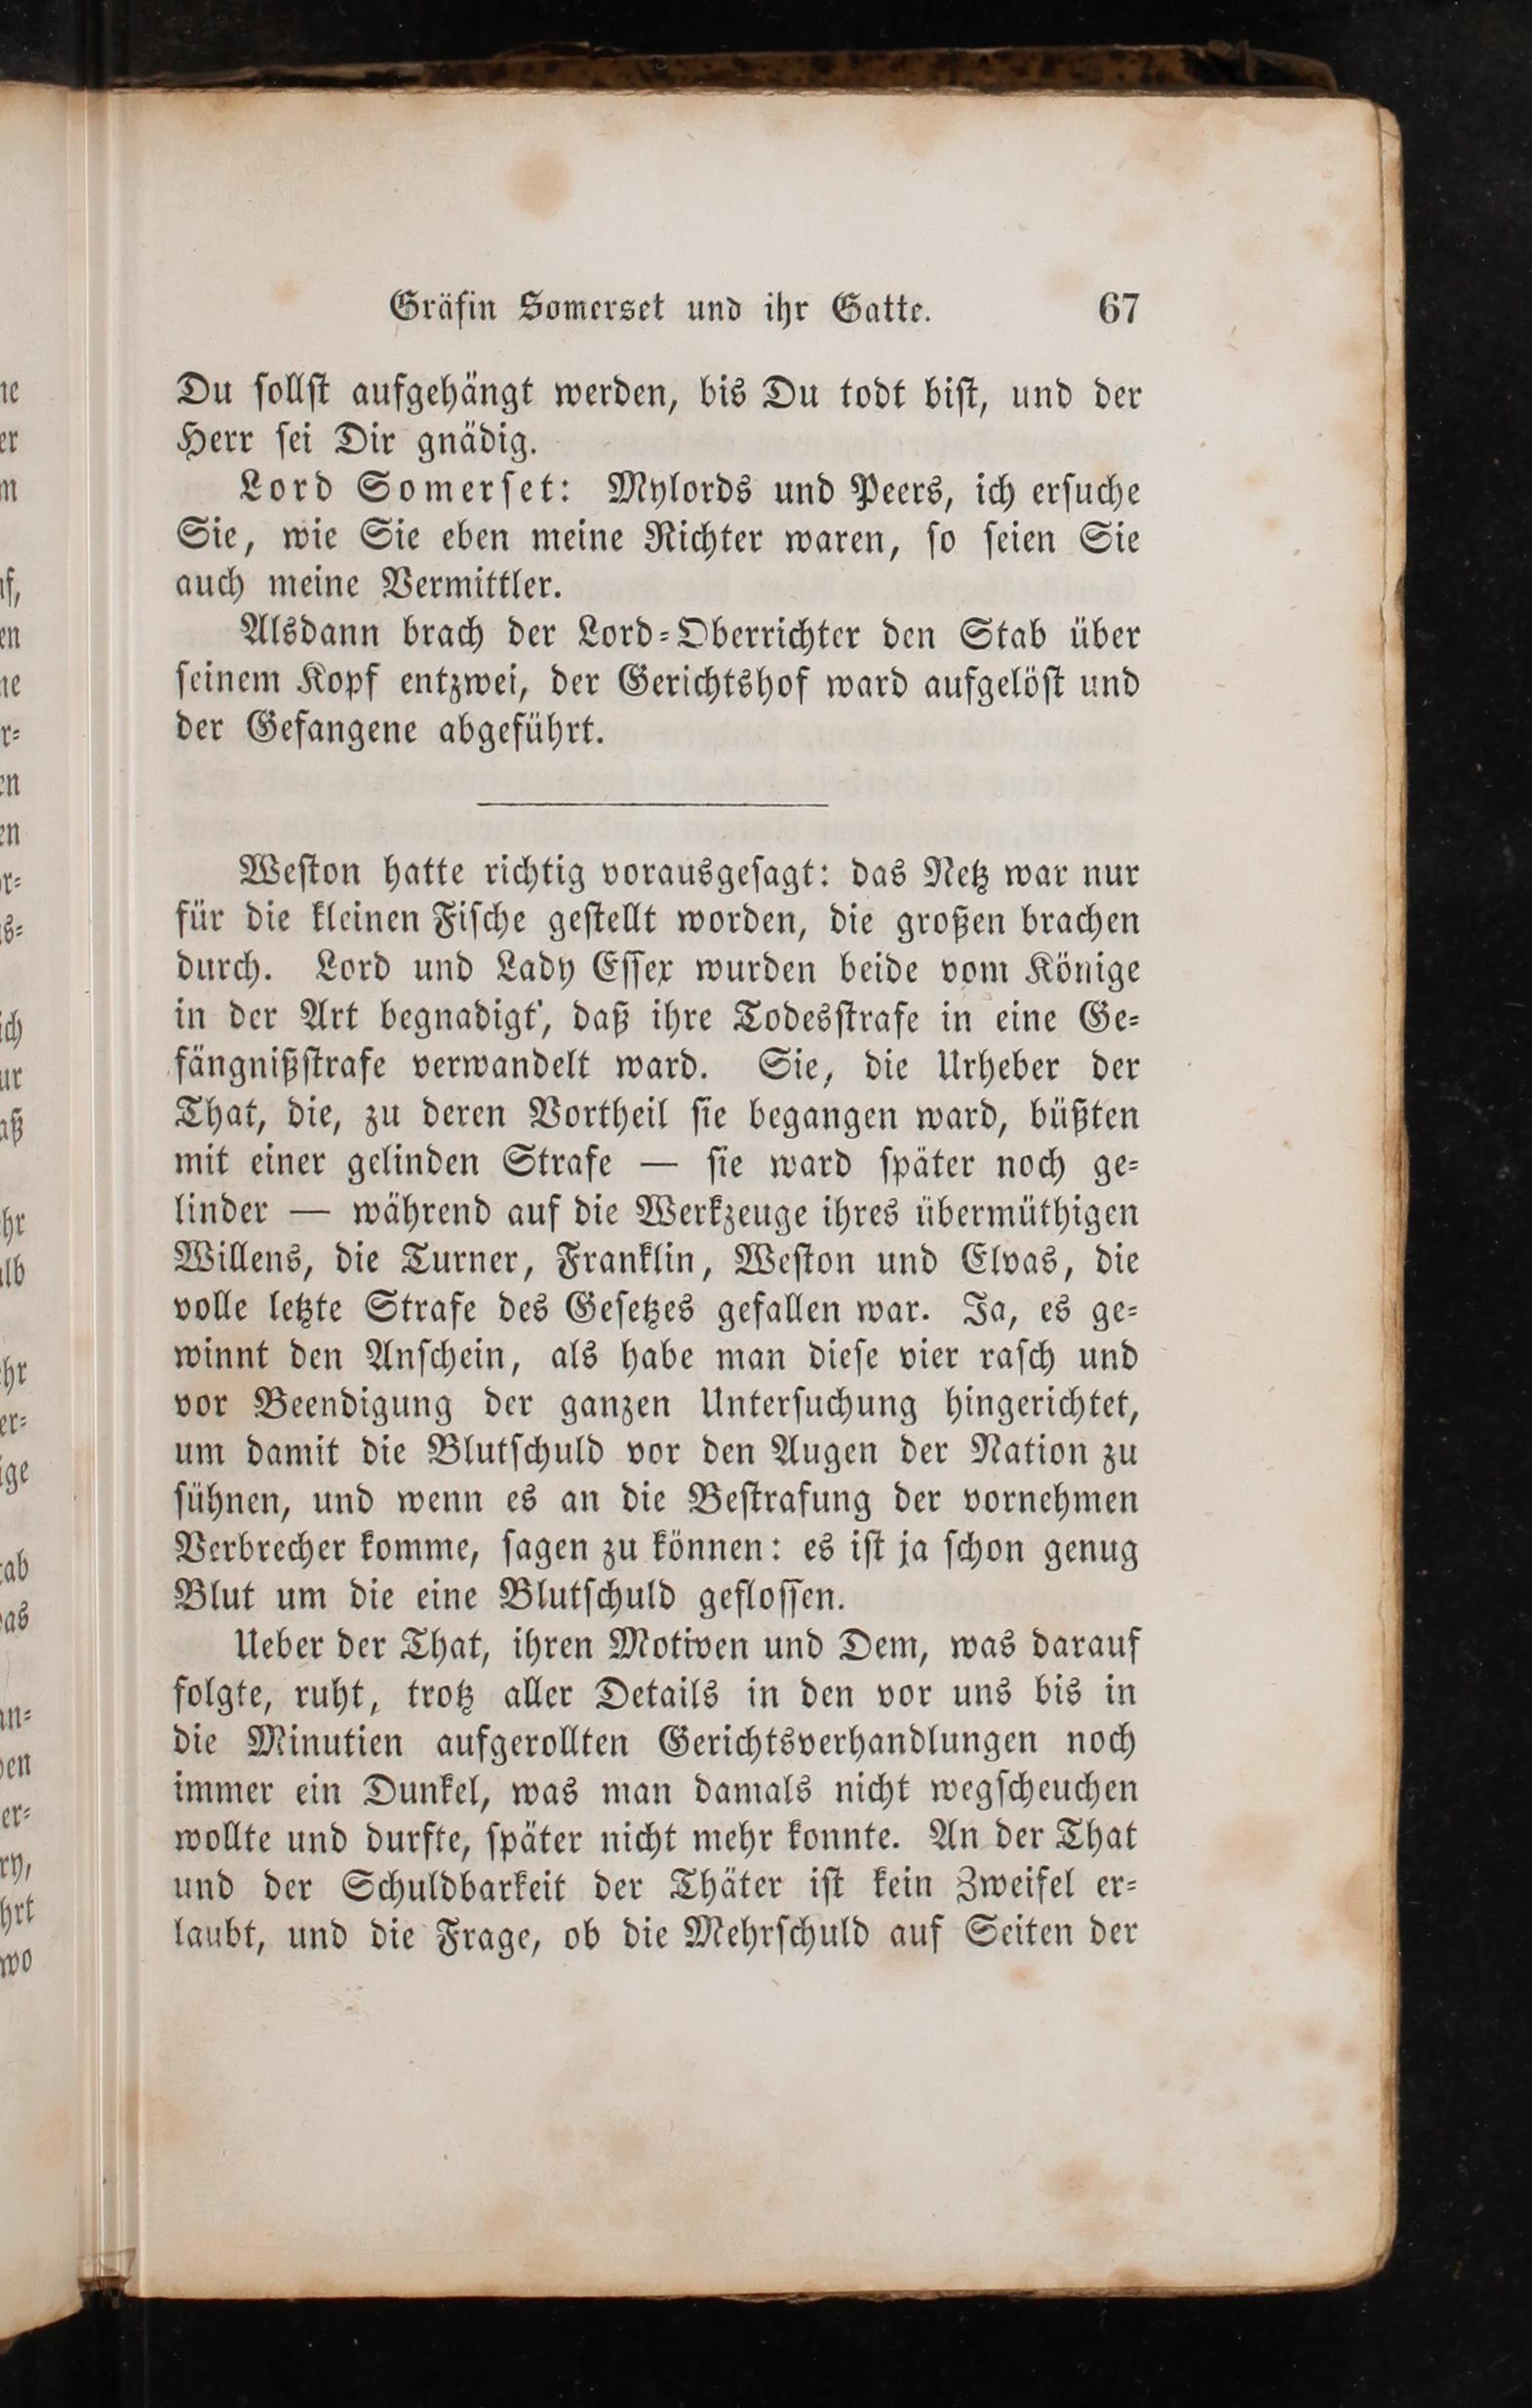 Gräfin Somerset und ihr Gatte. 67
Du sollst aufgehängt werden, bis Du todt bist, und der
Herr sei Dir gnädig.
Lord Somerset: Mylords und Peers, ich ersuche
Sie, wie Sie eben meine Richter waren, so seien Sie
auch meine Vermittler.
Alsdann brach der Lord-Oberrichter den Stab über
seinem Kopf entzwei, der Gerichtshof ward aufgelöst und
der Gefangene abgeführt.
Weston hatte richtig vorausgesagt: das Netz war nur
für die kleinen Fische gestellt worden, die großen brachen
durch. Lord und Lady Essex wurden beide vom Könige
in der Art begnadigt, daß ihre Todesstrafe in eine Ge-
fängnißstrafe verwandelt ward. Sie, die Urheber der
That, die, zu deren Vortheil sie begangen ward, büßten
mit einer gelinden Strafe — sie ward später noch ge-
linder — während auf die Werkzeuge ihres übermüthigen
Willens, die Turner, Franklin, Weston und Elvas, die
volle letzte Strafe des Gesetzes gefallen war. Ja, es ge-
winnt den Anschein, als habe man diese vier rasch und
vor Beendigung der ganzen Untersuchung hingerichtet,
um damit die Blutschuld vor den Augen der Nation zu
sühnen, und wenn es an die Bestrafung der vornehmen
Verbrecher komme, sagen zu können: es ist ja schon genug
Blut um die eine Blutschuld geflossen.
Ueber der That, ihren Motiven und Dem, was darauf
folgte, ruht, trotz aller Details in den vor uns bis in
die Minutien aufgerollten Gerichtsverhandlungen noch
immer ein Dunkel, was man damals nicht wegscheuchen
wollte und durfte, später nicht mehr konnte. An der That
und der Schuldbarkeit der Thäter ist kein Zweifel er-
laubt, und die Frage, ob die Mehrschuld auf Seiten der